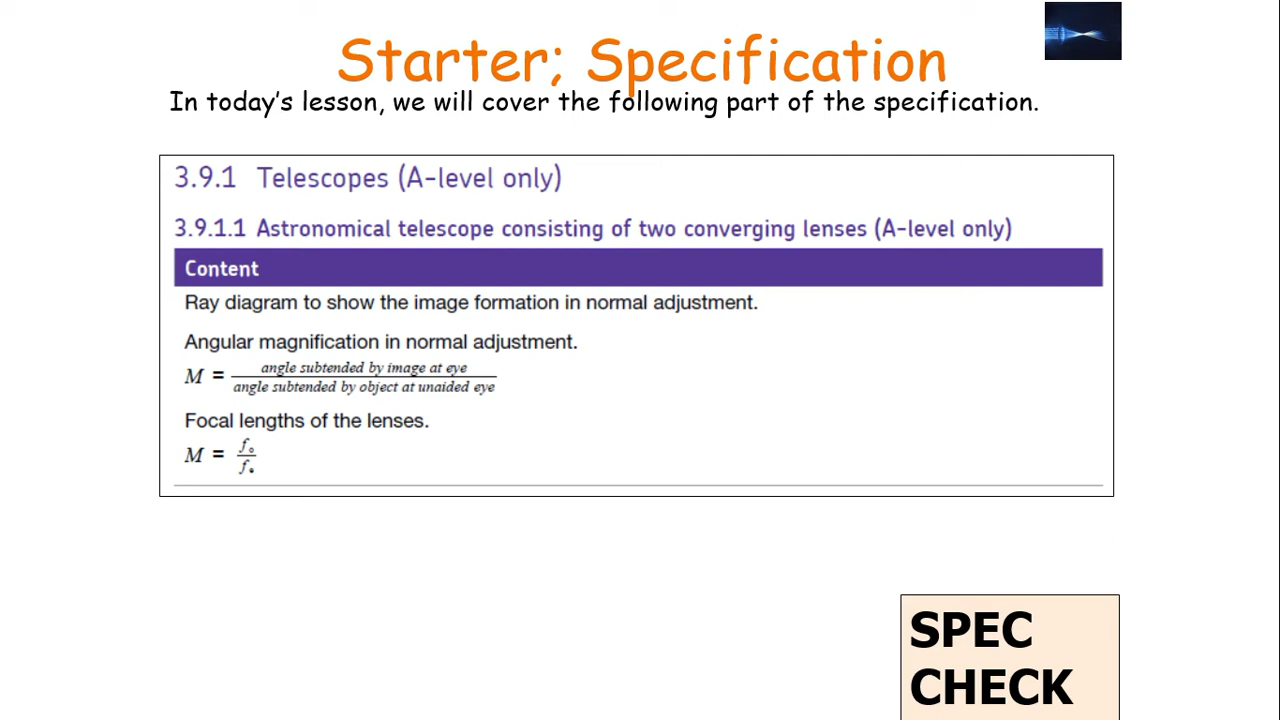 Starter; Specification
In today's lesson, we will cover the following part of the specification.
3.9.1 Telescopes (A-level only)
3.9.1.1 Astronomical telescope consisting of two converging lenses (A-level only)
Content
Ray diagram to show the image formation in normal adjustment.
Angular magnification in normal adjustment.
M = angle subtended by image at eye / angle subtended by object at unaided eye
Focal lengths of the lenses.
M = fo / fe
SPEC
CHECK